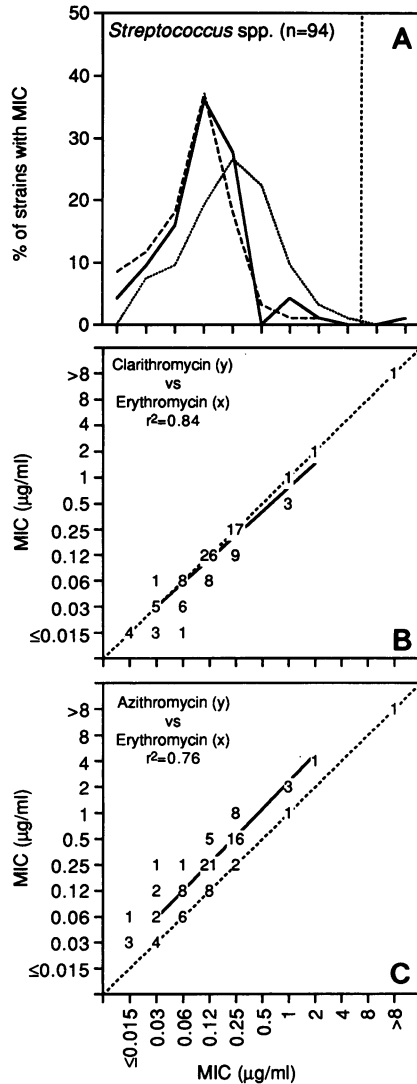 Streptococcus spp. (n=94)
A
% of strains with MIC
50
40
30
20
10
0
Clarithromycin (y)
vs
Erythromycin (x)
r²=0.84
MIC (µg/ml)
>8 1
8
4
2 1
1 1
0.5 3
0.25 17
0.12 26 9
0.06 1 8 8
0.03 5 6
≤0.015 4 3 1
B
Azithromycin (y)
vs
Erythromycin (x)
r²=0.76
MIC (µg/ml)
>8 1
8
4 1
2 3
1 8 1
0.5 5 16
0.25 1 1 21 2
0.12 2 8 8
0.06 1 2 6
0.03 3 4
≤0.015
C
≤0.015 0.03 0.06 0.12 0.25 0.5 1 2 4 8 >8
MIC (µg/ml)